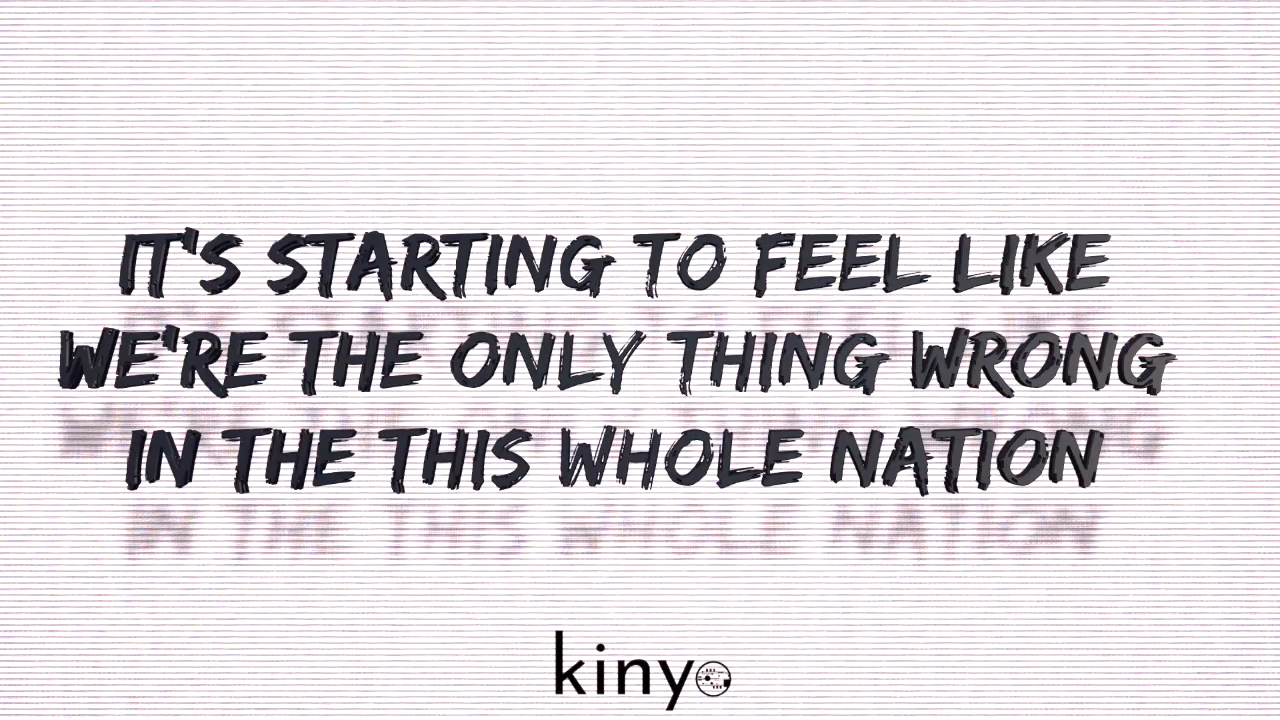 IT'S STARTING TO FEEL LIKE
WE'RE THE ONLY THING WRONG
IN THE THIS WHOLE NATION
kinyo